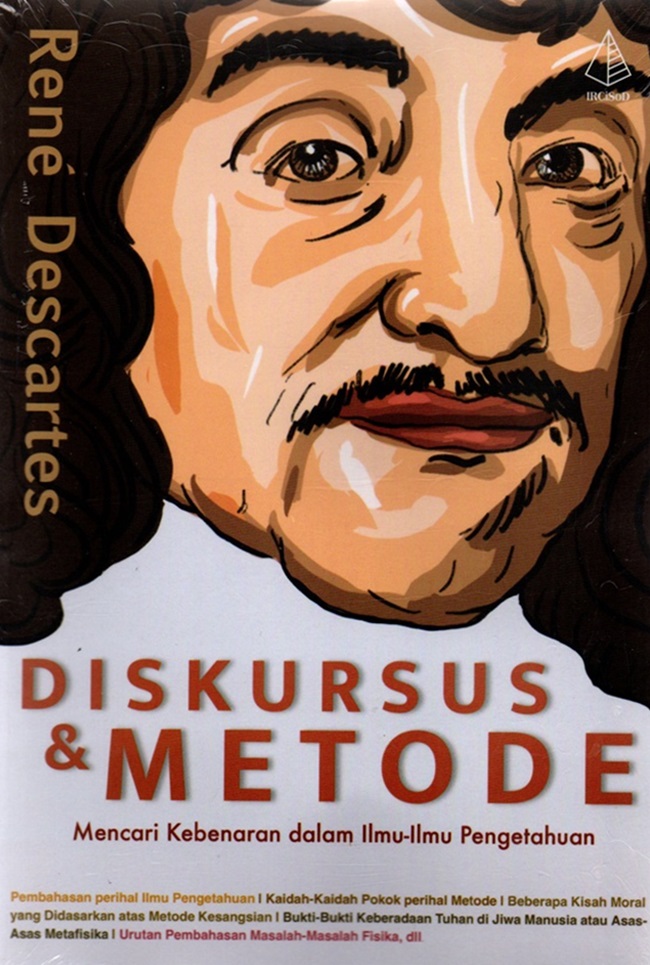 René Descartes
IRCiSoD
DISKURSUS
& METODE
Mencari Kebenaran dalam Ilmu-Ilmu Pengetahuan
Pembahasan perihal Ilmu Pengetahuan I Kaidah-Kaidah Pokok perihal Metode I Beberapa Kisah Moral
yang Didasarkan atas Metode Kesangsian I Bukti-Bukti Keberadaan Tuhan di Jiwa Manusia atau Asas-
Asas Metafisika I Urutan Pembahasan Masalah-Masalah Fisika, dll.